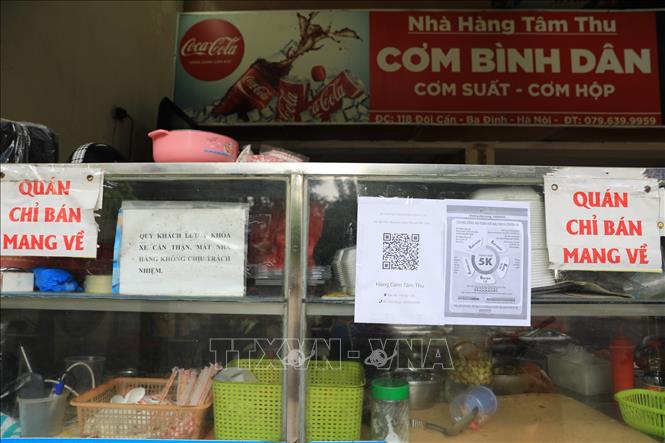 Nhà Hàng Tâm Thu
Coca-Cola
CƠM BÌNH DÂN
CƠM SUẤT - CƠM HỘP
ĐC: 118 Đội Cấn - Ba Đình - Hà Nội - ĐT: 079.639.9959
QUÁN
CHỈ BÁN
MANG VỀ
QUÝ KHÁCH LƯU Ý KHOA
XE CẨN THẬN, MẤT NHÀ
HÀNG KHÔNG CHỊU TRÁCH
NHIỆM.
Hàng Cơm Tâm Thu
5K
QUÁN
CHỈ BÁN
MANG VỀ
TTXVN - VNA